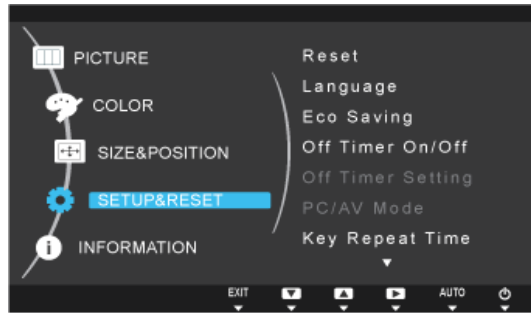 PICTURE
COLOR
SIZE&POSITION
SETUP&RESET
INFORMATION
Reset
Language
Eco Saving
Off Timer On/Off
Off Timer Setting
PC/AV Mode
Key Repeat Time
EXIT AUTO